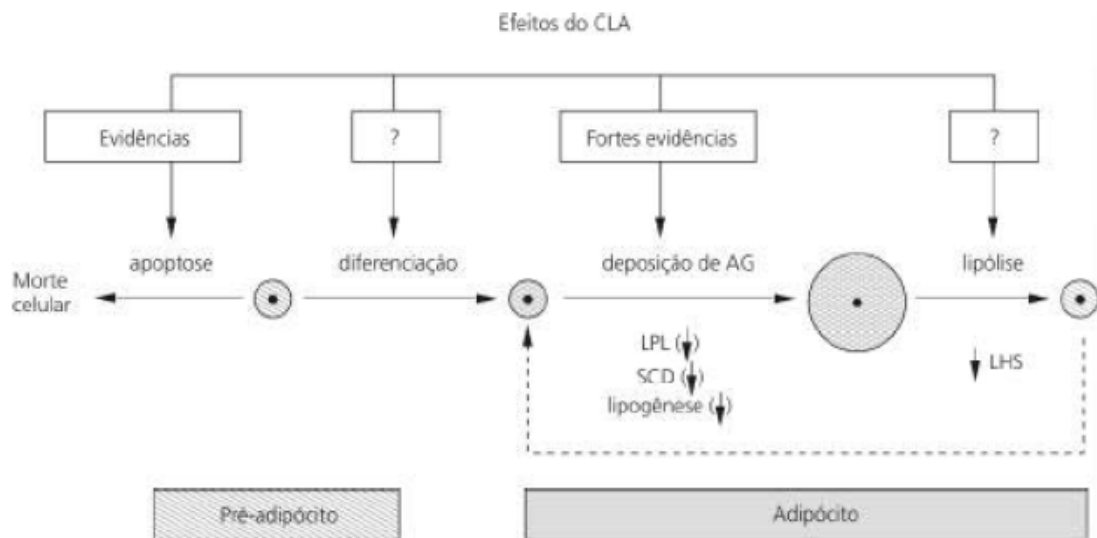 Efeitos do CLA
Evidências
?
Fortes evidências
?
apoptose
diferenciação
deposição de AG
lipólise
Morte
celular
LPL (↓)
SCD (↓)
lipogênese (↓)
↓ LHS
Pré-adipócito
Adipócito